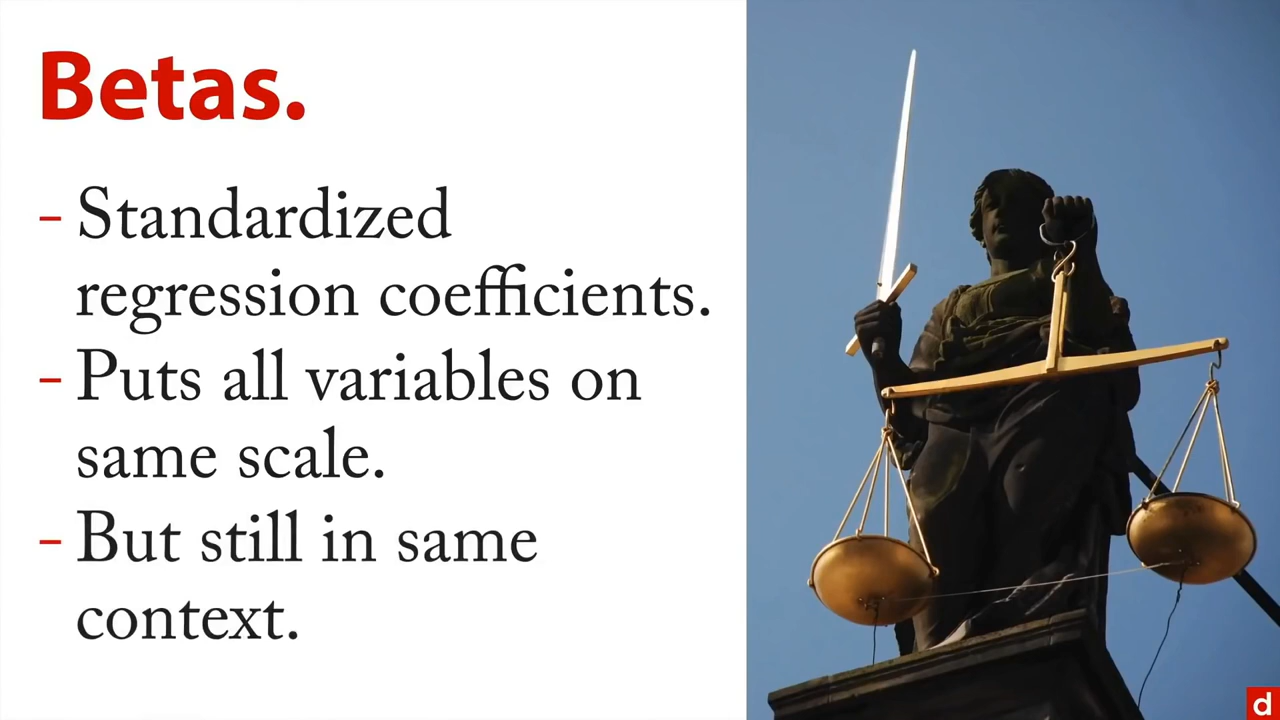 Betas.
– Standardized
regression coefficients.
– Puts all variables on
same scale.
– But still in same
context.
d